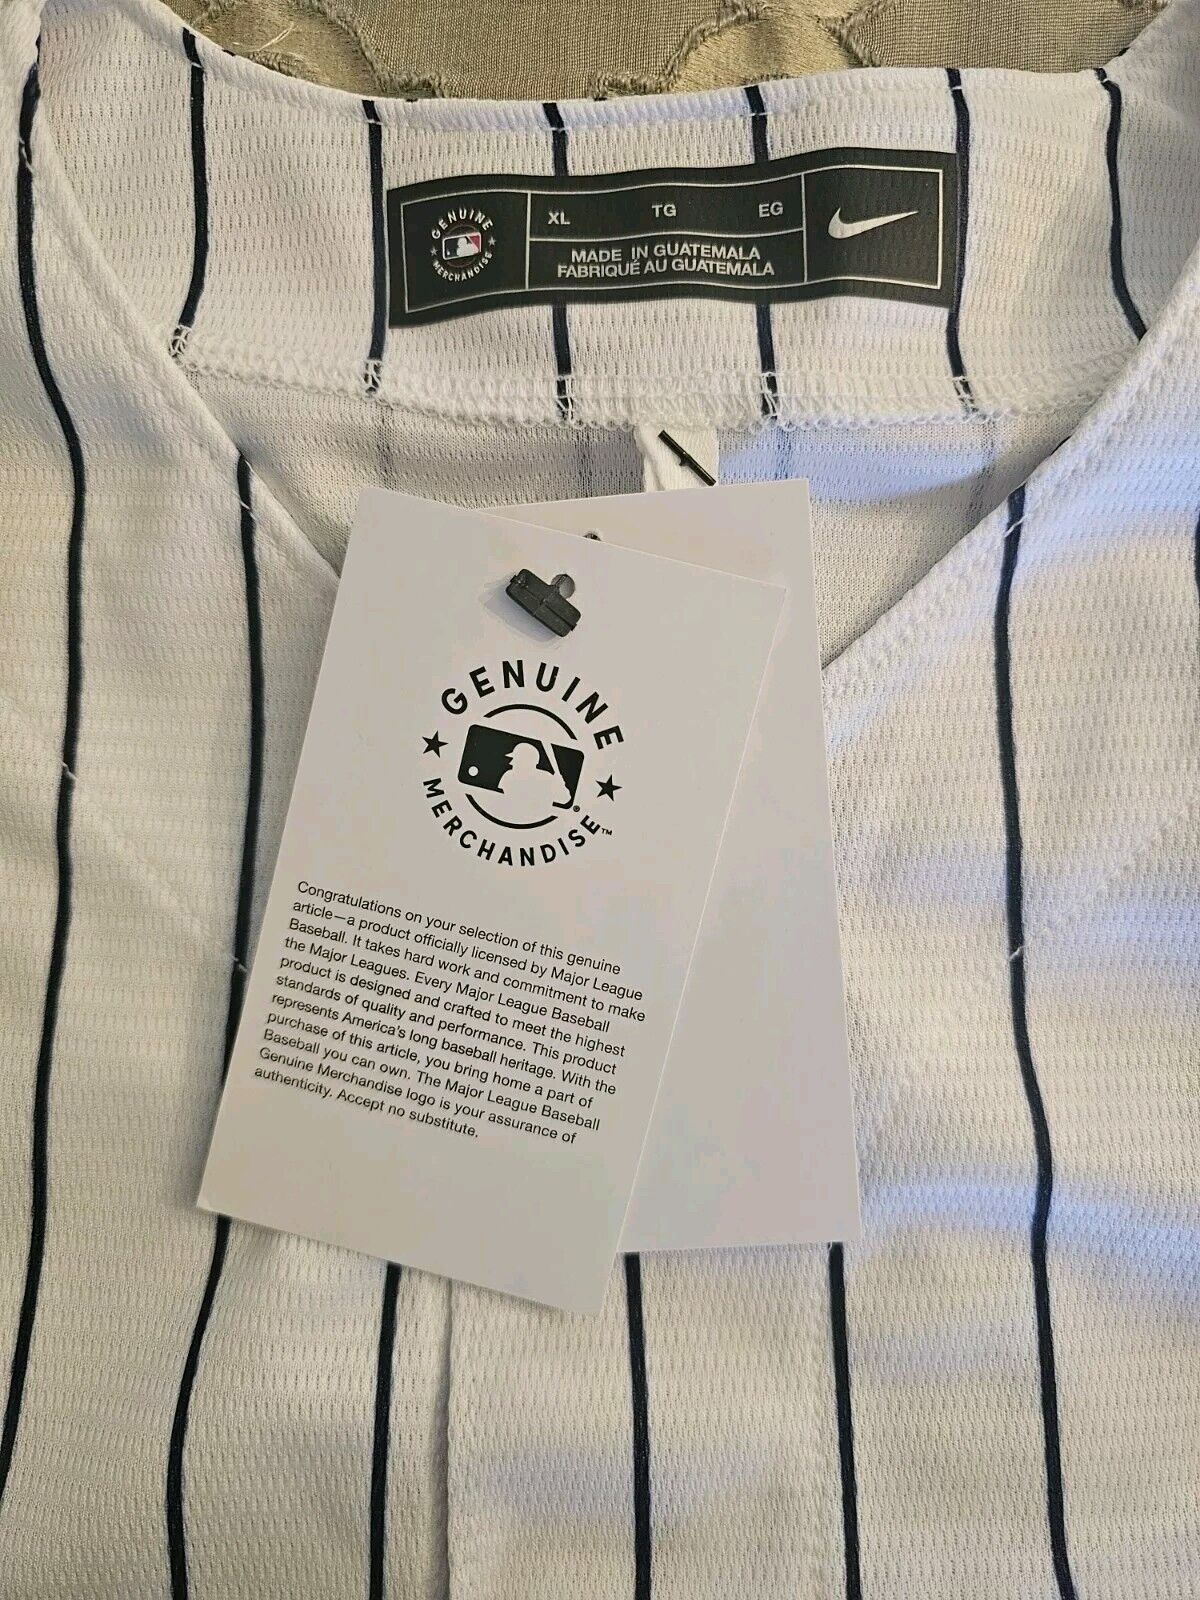 GENUINE
MERCHANDISE
XL TG EG
MADE IN GUATEMALA
FABRIQUÉ AU GUATEMALA
GENUINE
MERCHANDISE™
®
Congratulations on your selection of this genuine
article—a product officially licensed by Major League
Baseball. It takes hard work and commitment to make
the Major Leagues. Every Major League Baseball
product is designed and crafted to meet the highest
standards of quality and performance. This product
represents America's long baseball heritage. With the
purchase of this article, you bring home a part of
Baseball you can own. The Major League Baseball
Genuine Merchandise logo is your assurance of
authenticity. Accept no substitute.